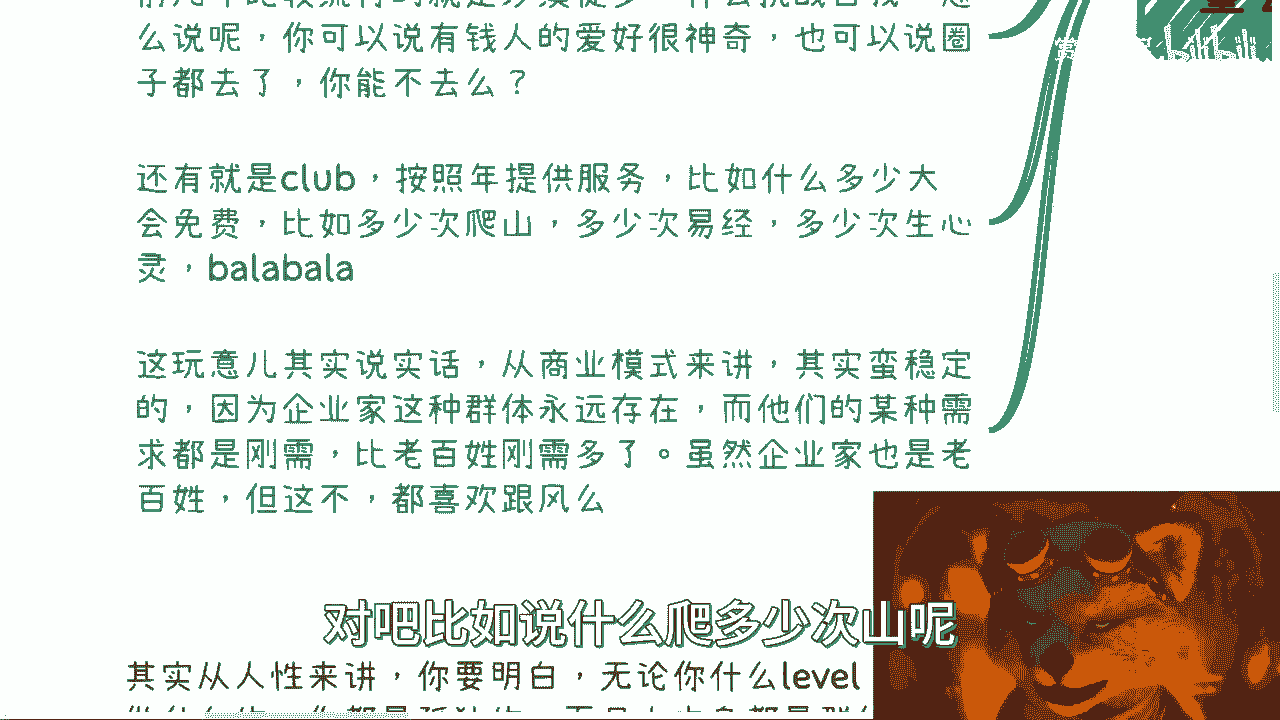 么说呢，你可以说有钱人的爱好很神奇，也可以说圈
子都去了，你能不去么？
还有就是club，按照年提供服务，比如什么多少大
会免费，比如多少次爬山，多少次易经，多少次生心
灵，balabala
这玩意儿其实说实话，从商业模式来讲，其实蛮稳定
的，因为企业家这种群体永远存在，而他们的某种需
求都是刚需，比老百姓刚需多了。虽然企业家也是老
百姓，但这不，都喜欢跟风么
对吧比如说什么爬多少次山呢
其实从人性来讲，你要明白，无论你什么level
bilibili